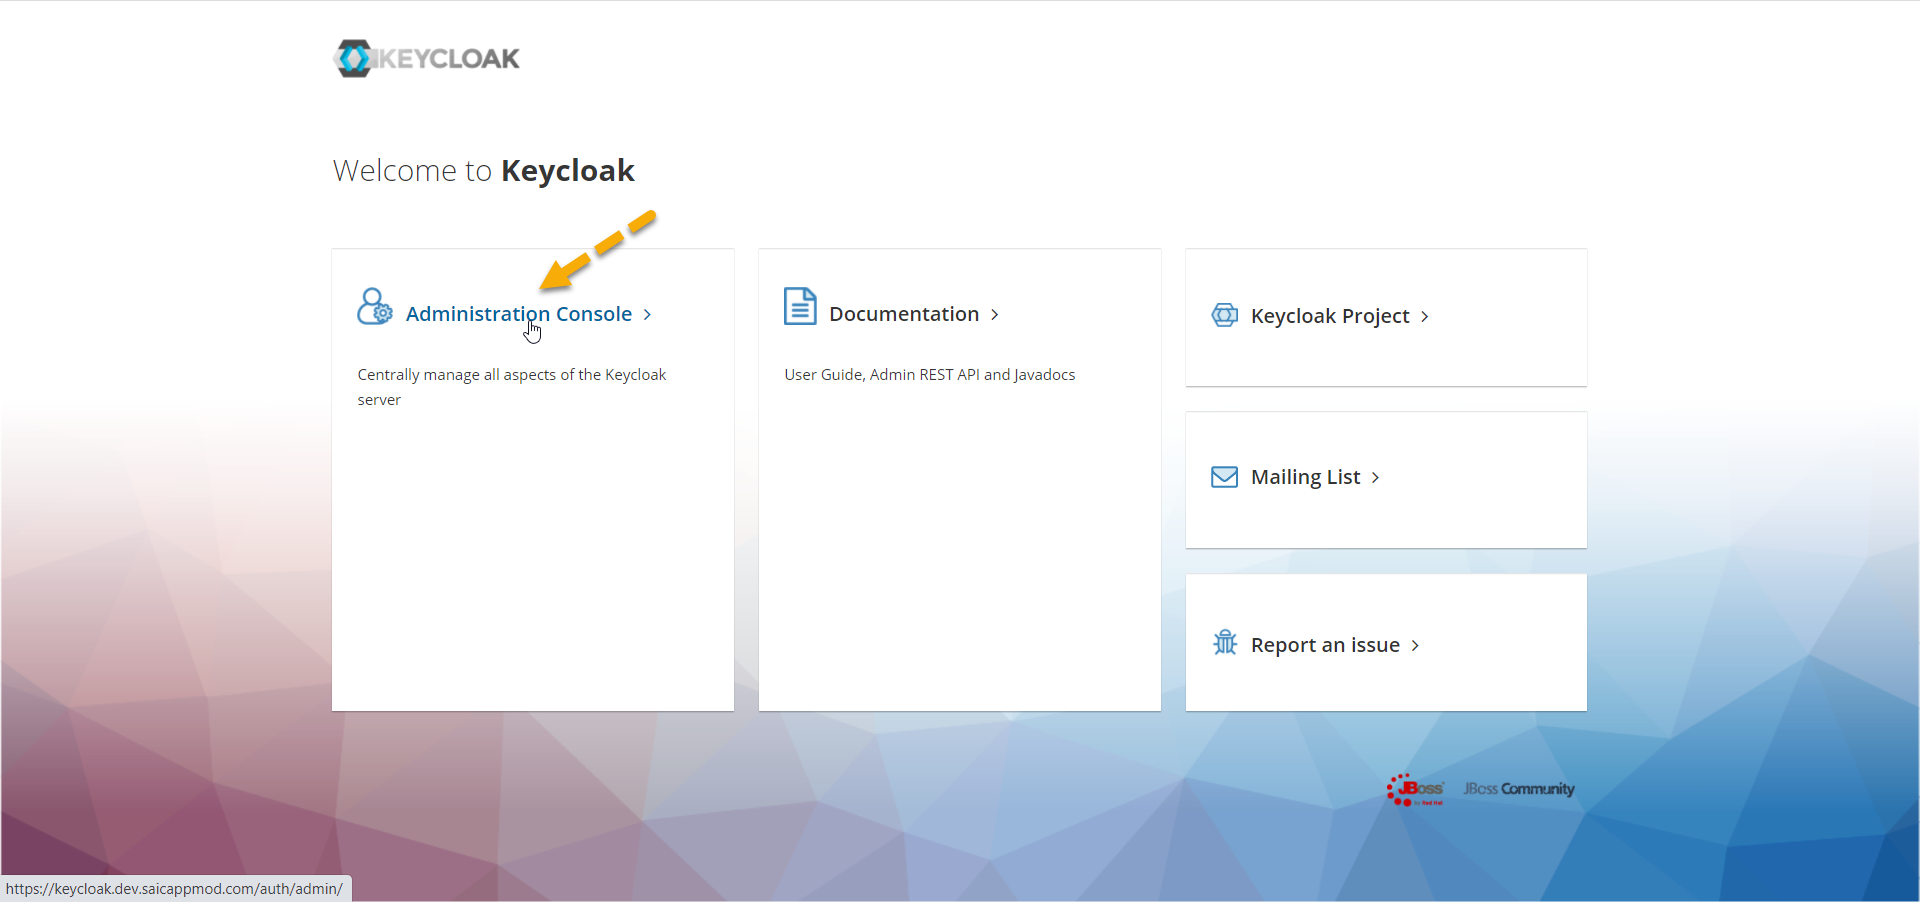 KEYCLOAK
Welcome to Keycloak
Administration Console
Centrally manage all aspects of the Keycloak
server
Documentation
User Guide, Admin REST API and Javadocs
Keycloak Project
Mailing List
Report an issue
JBoss
by Red Hat
JBoss Community
https://keycloak.dev.saicappmod.com/auth/admin/